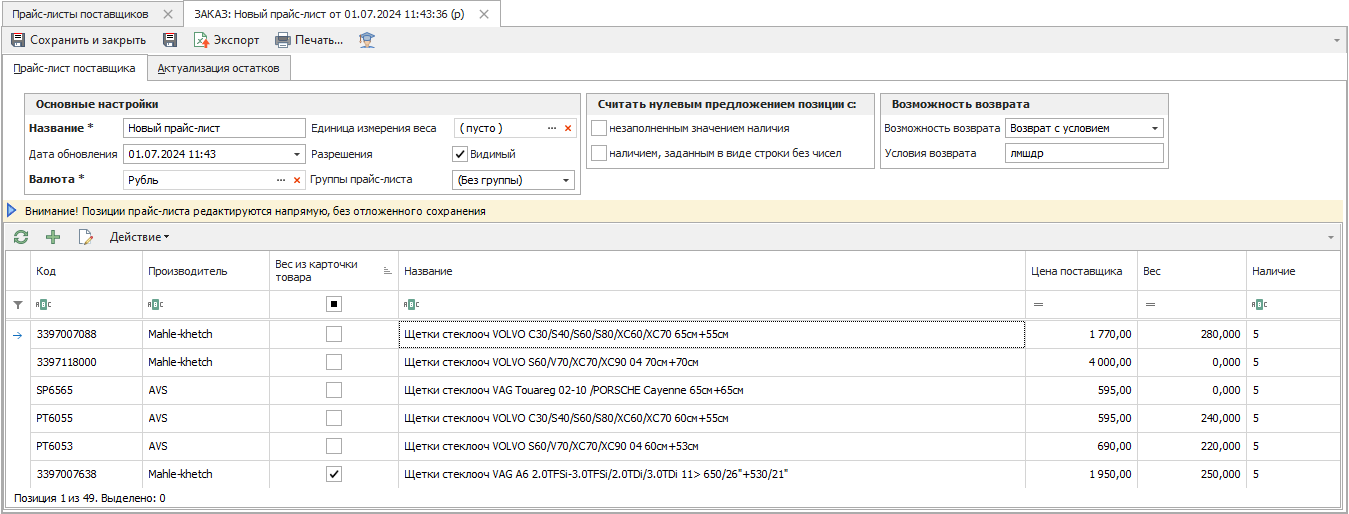 Прайс-листы поставщиков ЗАКАЗ: Новый прайс-лист от 01.07.2024 11:43:36 (р)
Сохранить и закрыть Экспорт Печать...
Прайс-лист поставщика Актуализация остатков
Основные настройки Считать нулевым предложением позиции с: Возможность возврата
Название * Новый прайс-лист Единица измерения веса ( пусто ) ... незаполненным значением наличия Возможность возврата Возврат с условием
Дата обновления 01.07.2024 11:43 Разрешения Видимый наличием, заданным в виде строки без чисел Условия возврата лмшдр
Валюта * Рубль ... Группы прайс-листа (Без группы)
Внимание! Позиции прайс-листа редактируются напрямую, без отложенного сохранения
Действие
Код Производитель Вес из карточки товара Название Цена поставщика Вес Наличие
ABC ABC ABC = = ABC
3397007088 Mahle-khetch Щетки стеклооч VOLVO C30/S40/S60/S80/XC60/XC70 65см+55см 1 770,00 280,000 5
3397118000 Mahle-khetch Щетки стеклооч VOLVO S60/V70/XC70/XC90 04 70см+70см 4 000,00 0,000 5
SP6565 AVS Щетки стеклооч VAG Touareg 02-10 /PORSCHE Cayenne 65см+65см 595,00 0,000 5
PT6055 AVS Щетки стеклооч VOLVO C30/S40/S60/S80/XC60/XC70 60см+55см 595,00 240,000 5
PT6053 AVS Щетки стеклооч VOLVO S60/V70/XC70/XC90 04 60см+53см 690,00 220,000 5
3397007638 Mahle-khetch Щетки стеклооч VAG A6 2.0TFSi-3.0TFSi/2.0TDi/3.0TDi 11> 650/26"+530/21" 1 950,00 250,000 5
Позиция 1 из 49. Выделено: 0